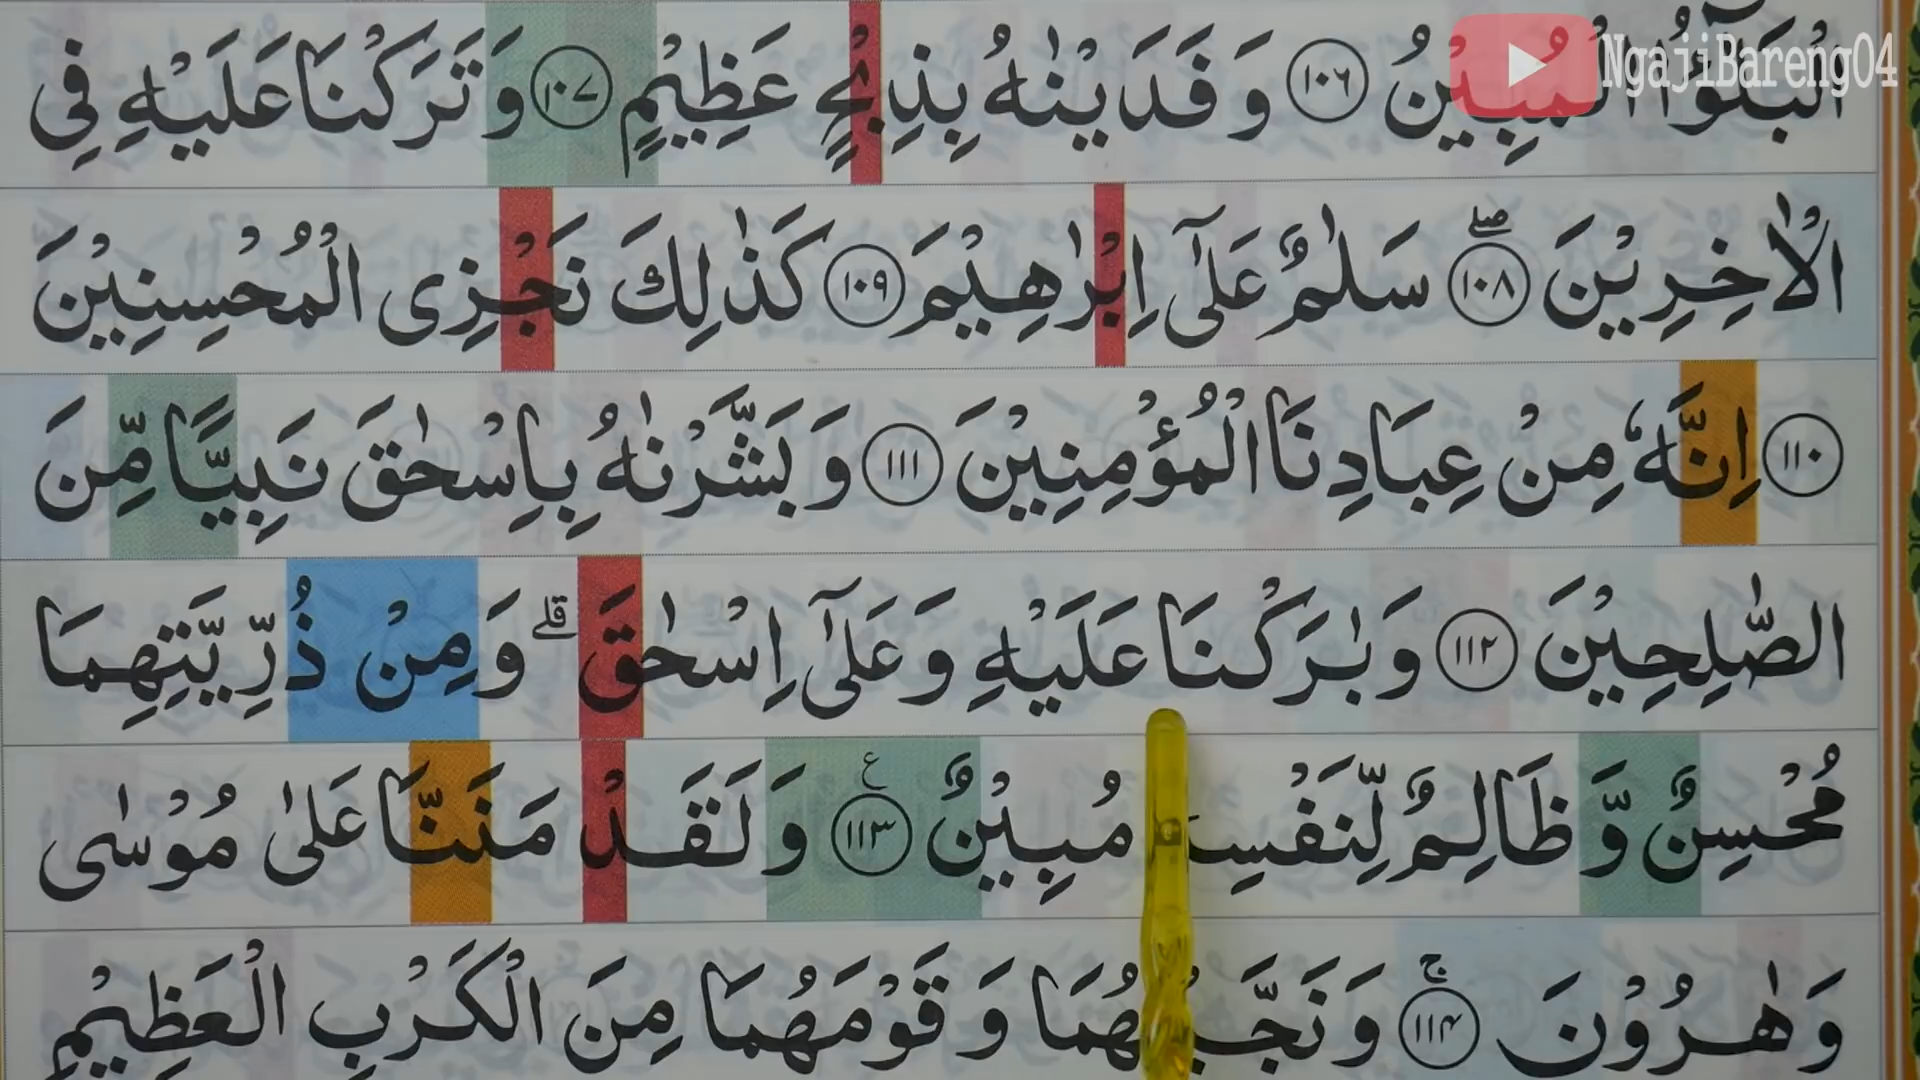 الْبَلٰۤؤُا الْمُبِيْنُ ١٠٦ وَفَدَيْنٰهُ بِذِبْحٍ عَظِيْمٍ ١٠٧ وَتَرَكْنَا عَلَيْهِ فِى
NgajiBareng04
الْاٰخِرِيْنَ ۖ ١٠٨ سَلٰمٌ عَلٰٓى اِبْرٰهِيْمَ ١٠٩ كَذٰلِكَ نَجْزِى الْمُحْسِنِيْنَ
١١٠ اِنَّهٗ مِنْ عِبَادِنَا الْمُؤْمِنِيْنَ ١١١ وَبَشَّرْنٰهُ بِاِسْحٰقَ نَبِيًّا مِّنَ
الصّٰلِحِيْنَ ١١٢ وَبٰرَكْنَا عَلَيْهِ وَعَلٰٓى اِسْحٰقَ ۗ وَمِنْ ذُرِّيَّتِهِمَا
مُحْسِنٌ وَّظَالِمٌ مُبِيْنٌ ١١٣ ع وَلَقَدْ مَنَنَّا عَلٰى مُوْسٰى
وَهٰرُوْنَ ۚ ١١٤ وَقَوْمَهُمَا مِنَ الْكَرْبِ الْعَظِيْمِ